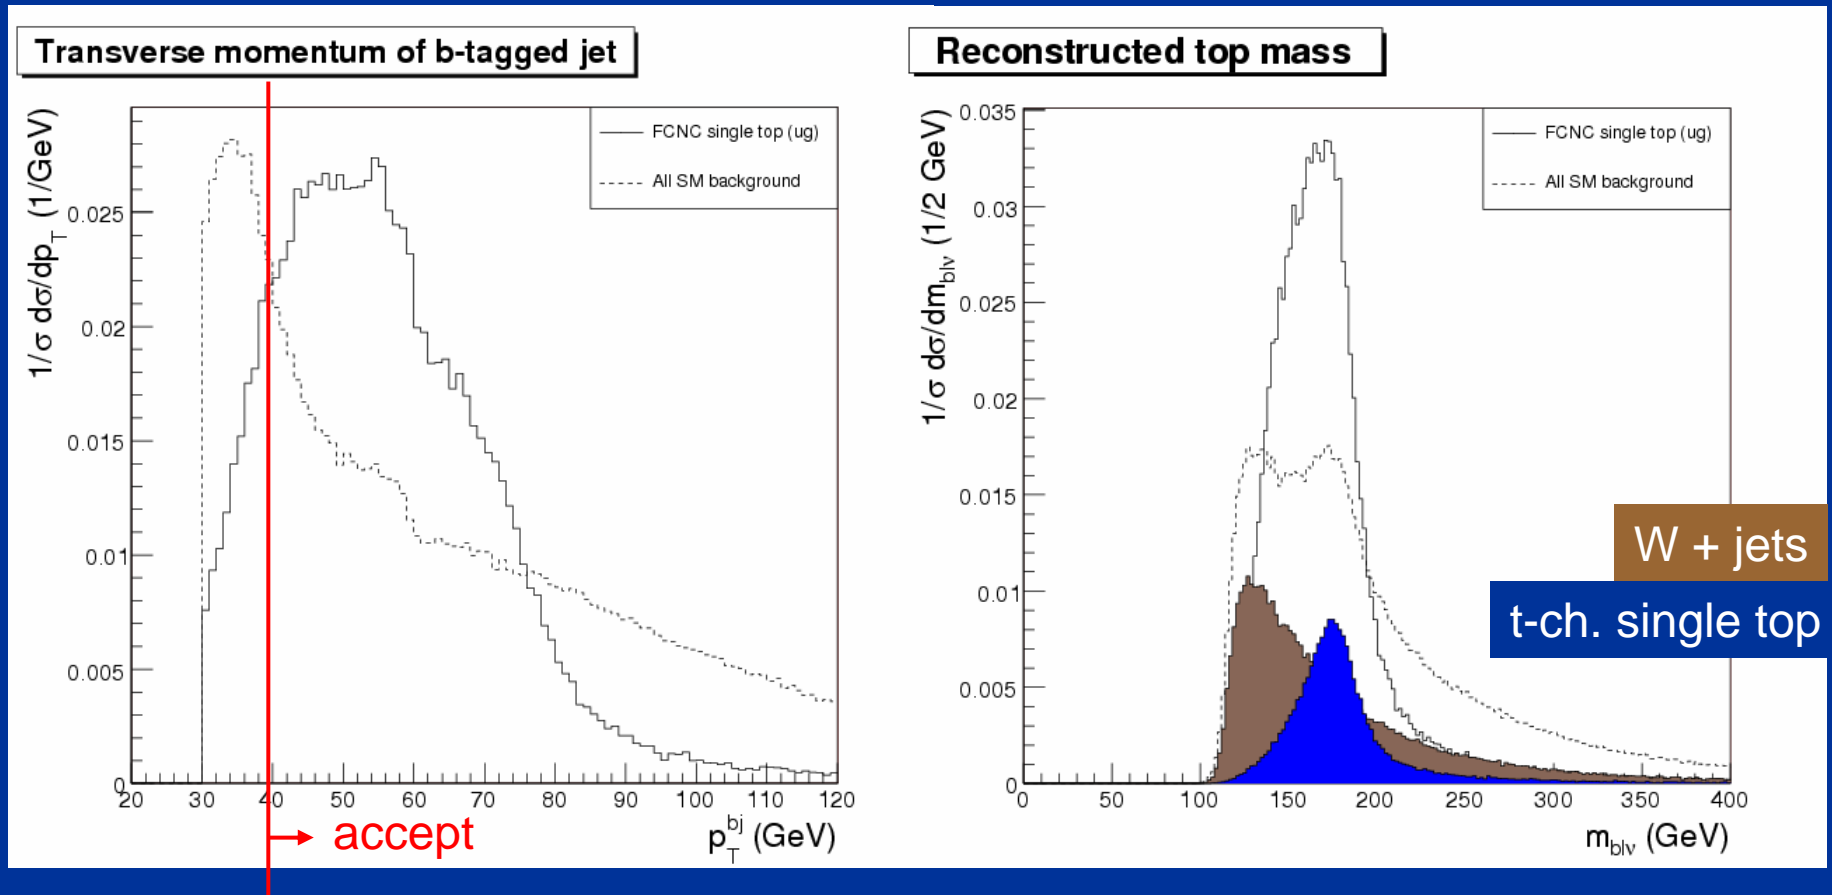 Transverse momentum of b-tagged jet
1/σ dσ/dp_T (1/GeV)
FCNC single top (ug)
All SM background
0.025
0.02
0.015
0.01
0.005
0
20 30 40 50 60 70 80 90 100 110 120
p_T^bj (GeV)
accept
Reconstructed top mass
1/σ dσ/dm_blν (1/2 GeV)
FCNC single top (ug)
All SM background
0.035
0.03
0.025
0.02
0.015
0.01
0.005
0
0 50 100 150 200 250 300 350 400
m_blν (GeV)
W + jets
t-ch. single top